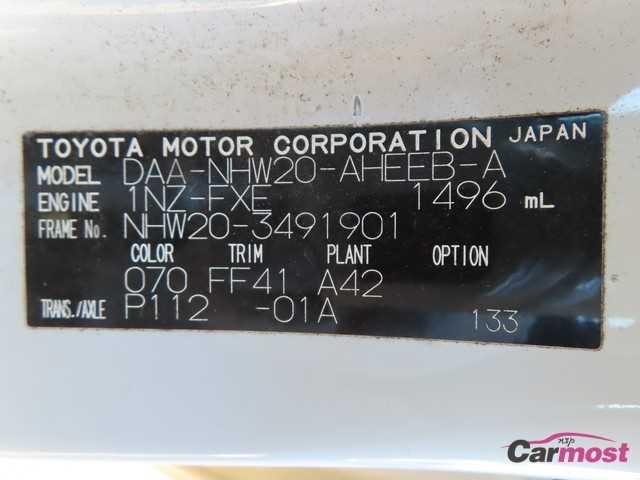 TOYOTA MOTOR CORPORATION JAPAN
MODEL DAA-NHW20-AHEEB-A
ENGINE 1NZ-FXE 1496 mL
FRAME No. NHW20-3491901
COLOR TRIM PLANT OPTION
070 FF41 A42
TRANS./AXLE P112 -01A 133
nxp
Carmost